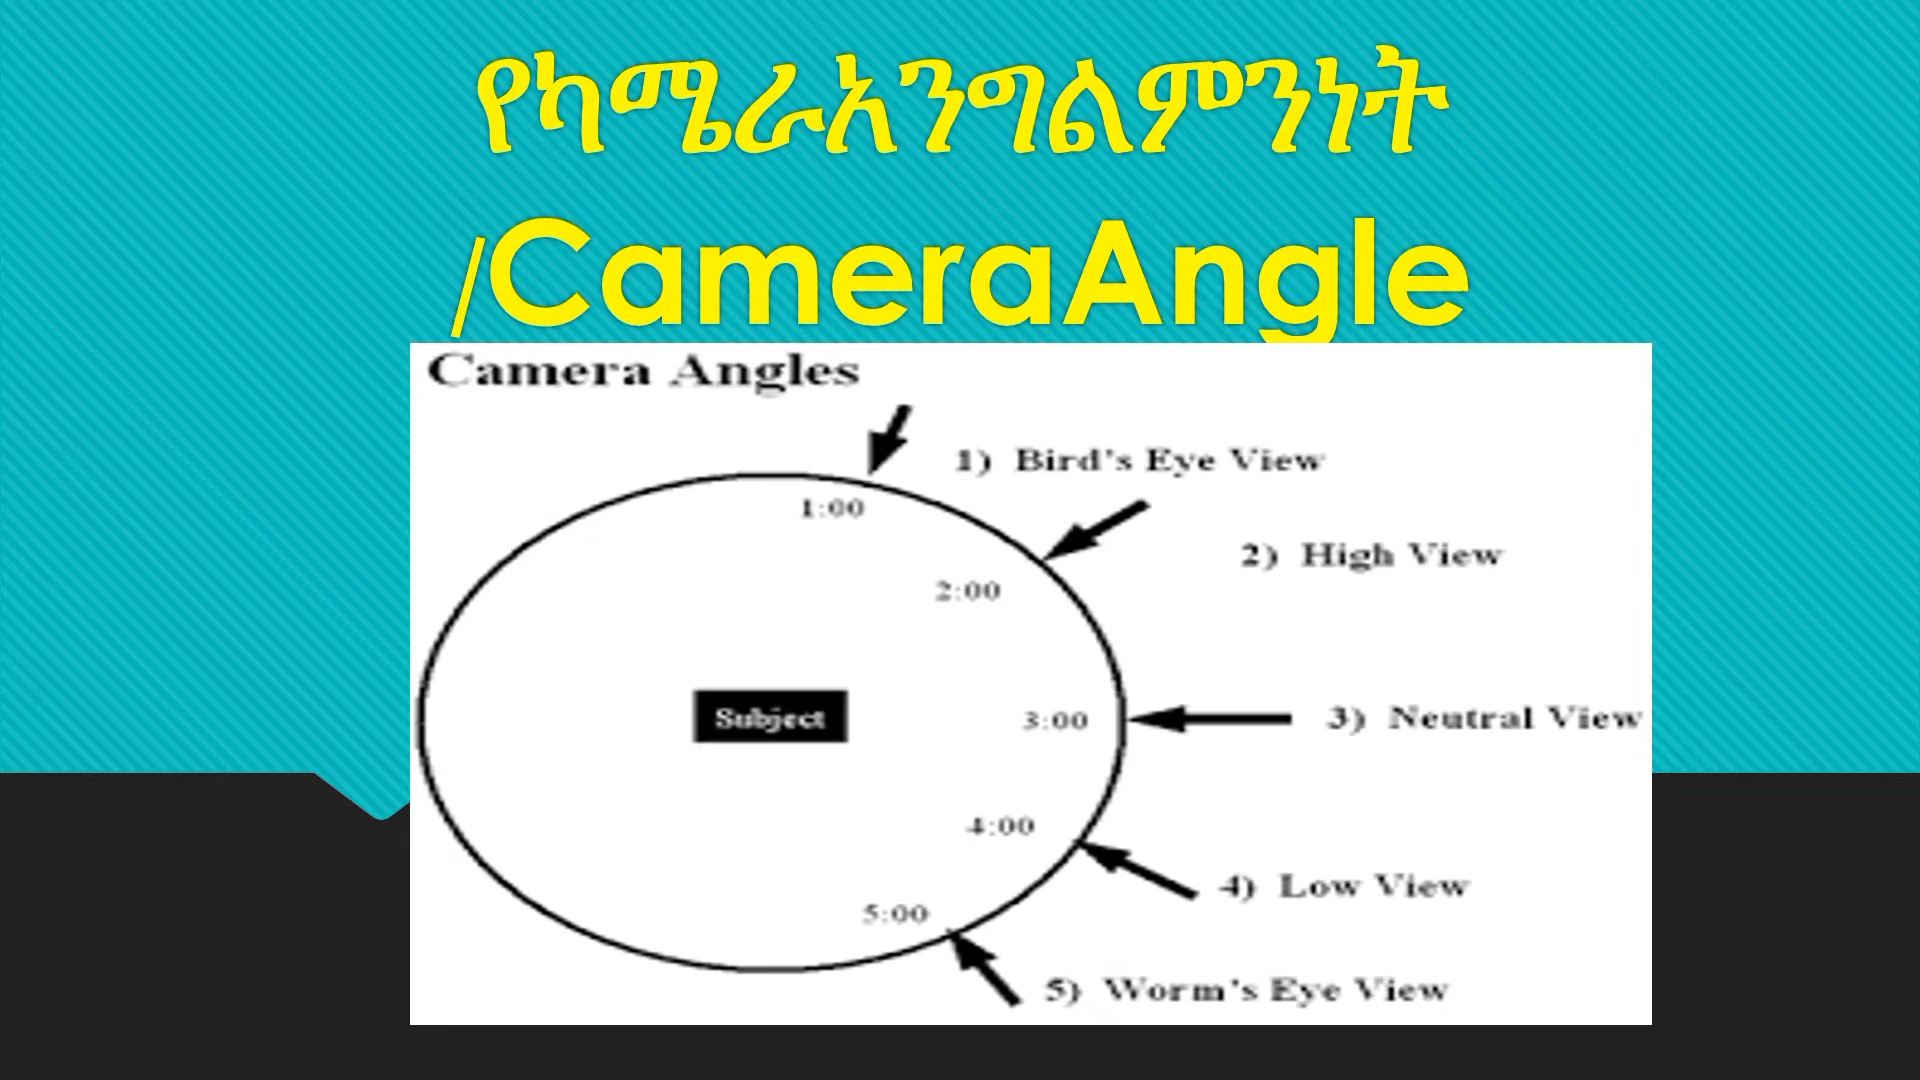 የካሜራአንግልምንነት
/CameraAngle
Camera Angles
1) Bird's Eye View
1:00
2) High View
2:00
Subject
3:00
3) Neutral View
4:00
4) Low View
5:00
5) Worm's Eye View